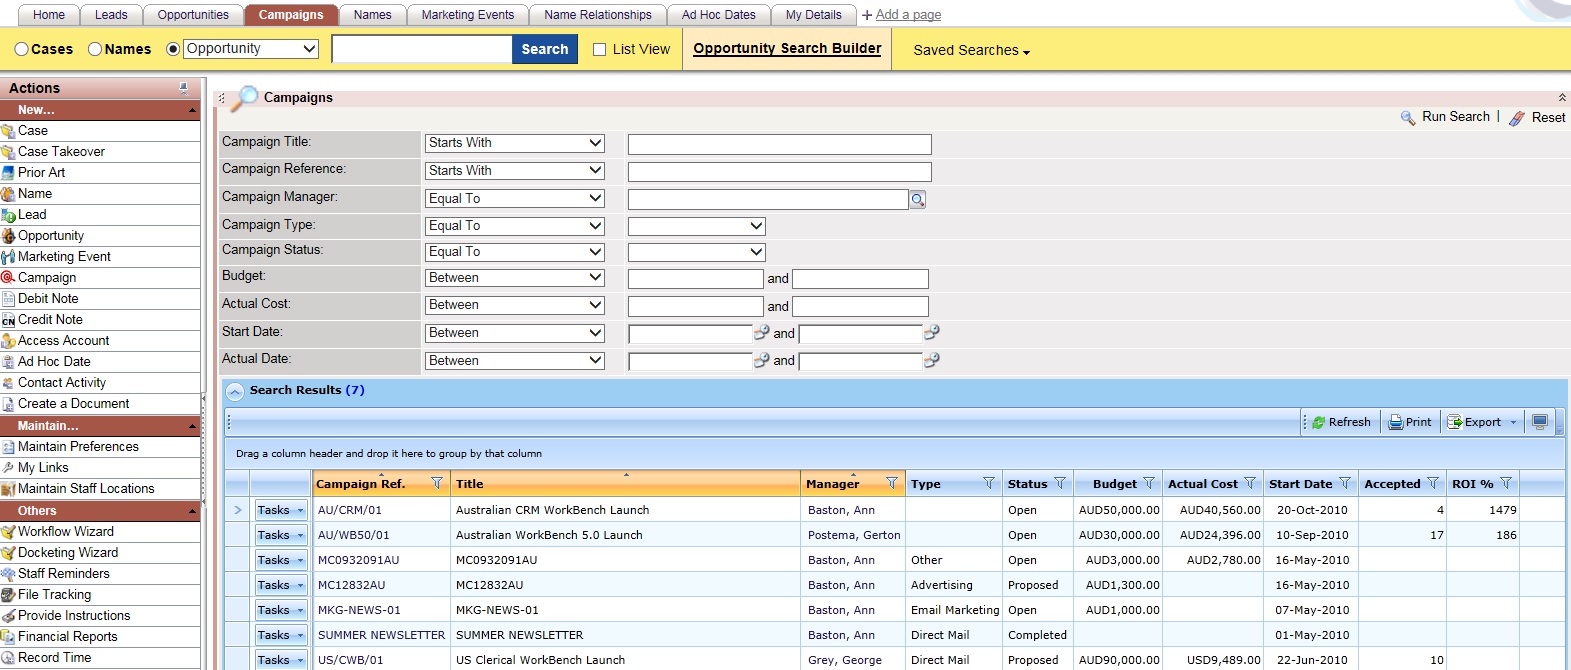 Home Leads Opportunities Campaigns Names Marketing Events Name Relationships Ad Hoc Dates My Details Add a page
Cases Names Opportunity Search List View Opportunity Search Builder Saved Searches
Actions
New...
Case
Case Takeover
Prior Art
Name
Lead
Opportunity
Marketing Event
Campaign
Debit Note
CN Credit Note
Access Account
Ad Hoc Date
Contact Activity
Create a Document
Maintain...
Maintain Preferences
My Links
Maintain Staff Locations
Others
Workflow Wizard
Docketing Wizard
Staff Reminders
File Tracking
Provide Instructions
Financial Reports
Record Time
Campaigns
Run Search | Reset
Campaign Title: Starts With
Campaign Reference: Starts With
Campaign Manager: Equal To
Campaign Type: Equal To
Campaign Status: Equal To
Budget: Between and
Actual Cost: Between and
Start Date: Between and
Actual Date: Between and
Search Results (7)
Refresh Print Export
Drag a column header and drop it here to group by that column
Campaign Ref. Title Manager Type Status Budget Actual Cost Start Date Accepted ROI %
Tasks AU/CRM/01 Australian CRM WorkBench Launch Baston, Ann Open AUD50,000.00 AUD40,560.00 20-Oct-2010 4 1479
Tasks AU/WB50/01 Australian WorkBench 5.0 Launch Postema, Gerton Open AUD30,000.00 AUD24,396.00 10-Sep-2010 17 186
Tasks MC0932091AU MC0932091AU Baston, Ann Other Open AUD3,000.00 AUD2,780.00 16-May-2010
Tasks MC12832AU MC12832AU Baston, Ann Advertising Proposed AUD1,300.00 16-May-2010
Tasks MKG-NEWS-01 MKG-NEWS-01 Baston, Ann Email Marketing Open AUD1,000.00 07-May-2010
Tasks SUMMER NEWSLETTER SUMMER NEWSLETTER Baston, Ann Direct Mail Completed 01-May-2010
Tasks US/CWB/01 US Clerical WorkBench Launch Grey, George Direct Mail Proposed AUD90,000.00 USD9,489.00 22-Jun-2010 10